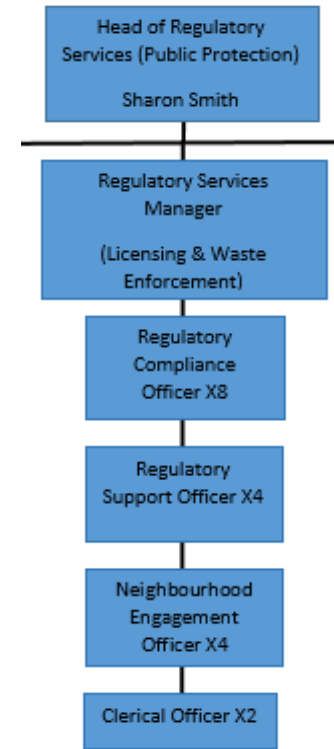 Head of Regulatory
Services (Public Protection)
Sharon Smith
Regulatory Services
Manager
(Licensing & Waste
Enforcement)
Regulatory
Compliance
Officer X8
Regulatory
Support Officer X4
Neighbourhood
Engagement
Officer X4
Clerical Officer X2